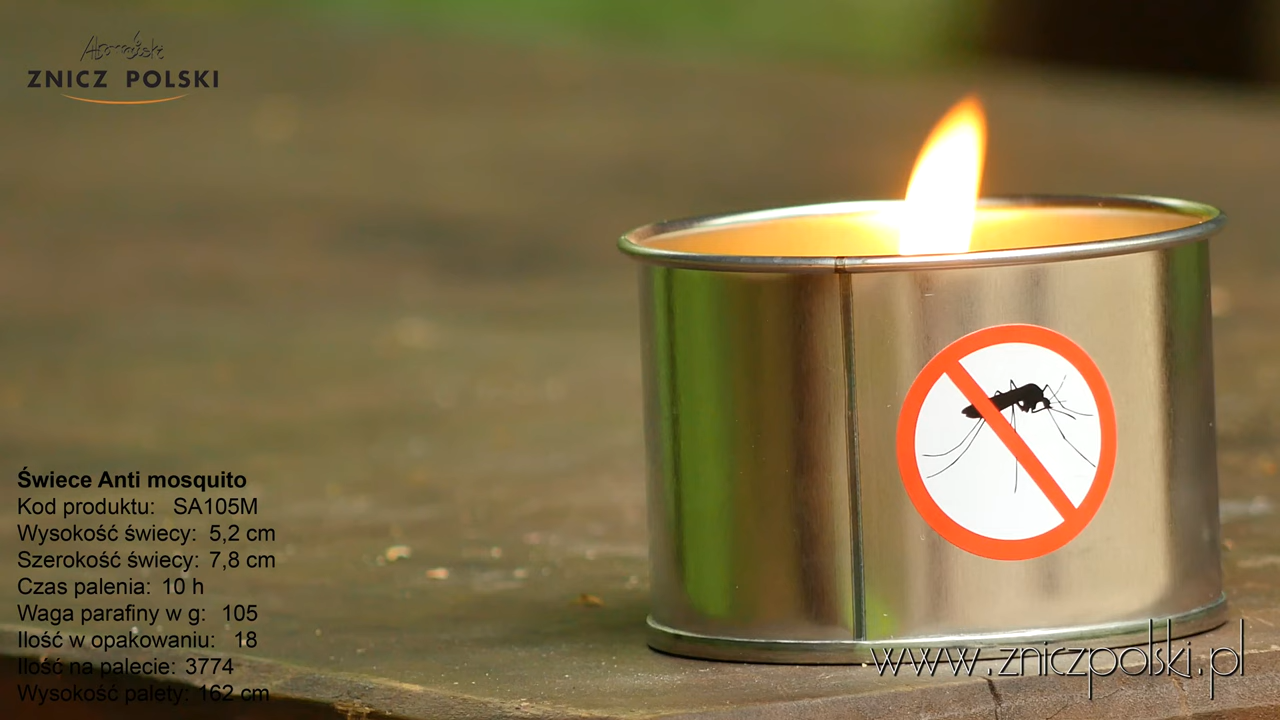 ZNICZ POLSKI
Świece Anti mosquito
Kod produktu: SA105M
Wysokość świecy: 5,2 cm
Szerokość świecy: 7,8 cm
Czas palenia: 10 h
Waga parafiny w g: 105
Ilość w opakowaniu: 18
Ilość na palecie: 3774
Wysokość palety: 162 cm
www.zniczpolski.pl